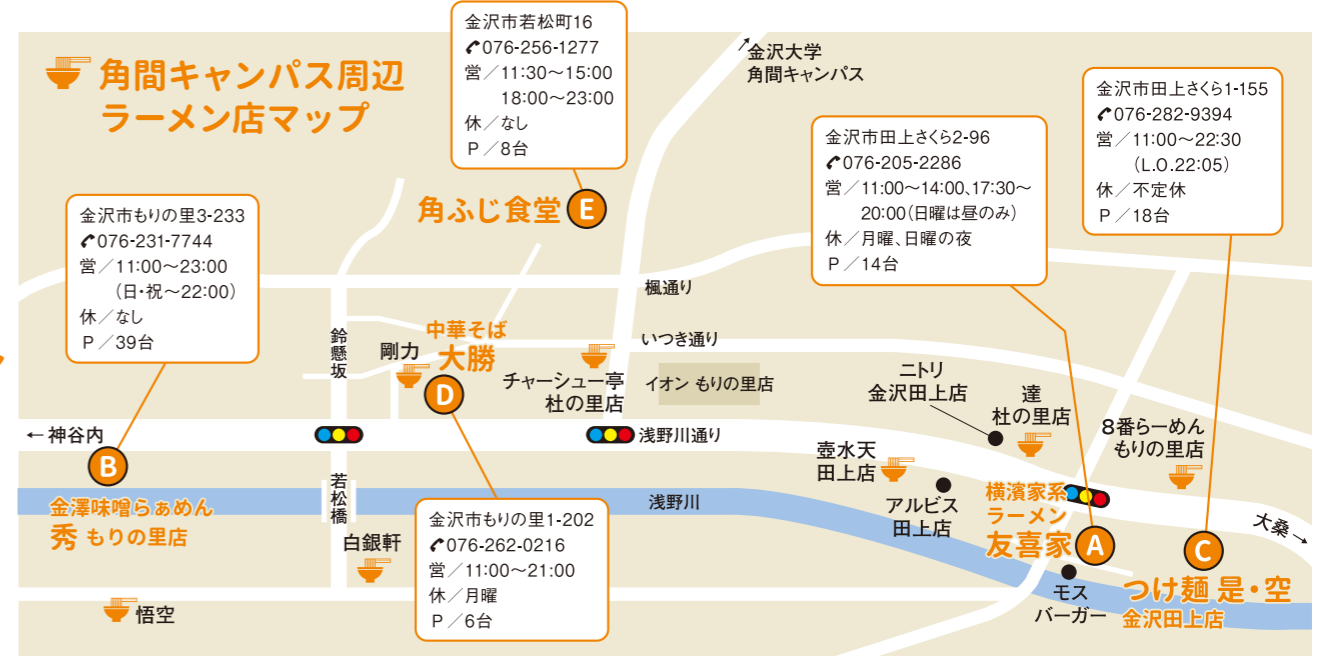 角間キャンパス周辺
ラーメン店マップ
金沢市若松町16
076-256-1277
営／11:30〜15:00
18:00〜23:00
休／なし
P／8台
角ふじ食堂 E
金沢大学
角間キャンパス
金沢市田上さくら1-155
076-282-9394
営／11:00〜22:30
(L.O.22:05)
休／不定休
P／18台
金沢市田上さくら2-96
076-205-2286
営／11:00〜14:00、17:30〜
20:00(日曜は昼のみ)
休／月曜、日曜の夜
P／14台
金沢市もりの里3-233
076-231-7744
営／11:00〜23:00
(日・祝〜22:00)
休／なし
P／39台
楓通り
いつき通り
鈴懸坂
剛力
中華そば
大勝
D
チャーシュー亭
杜の里店
イオン もりの里店
ニトリ
金沢田上店
達
杜の里店
8番らーめん
もりの里店
←神谷内
浅野川通り
B
金澤味噌らぁめん
秀 もりの里店
若松橋
浅野川
壺水天
田上店
アルビス
田上店
横濱家系
ラーメン
友喜家 A
大桑→
C
つけ麺 是・空
金沢田上店
モス
バーガー
白銀軒
悟空
金沢市もりの里1-202
076-262-0216
営／11:00〜21:00
休／月曜
P／6台